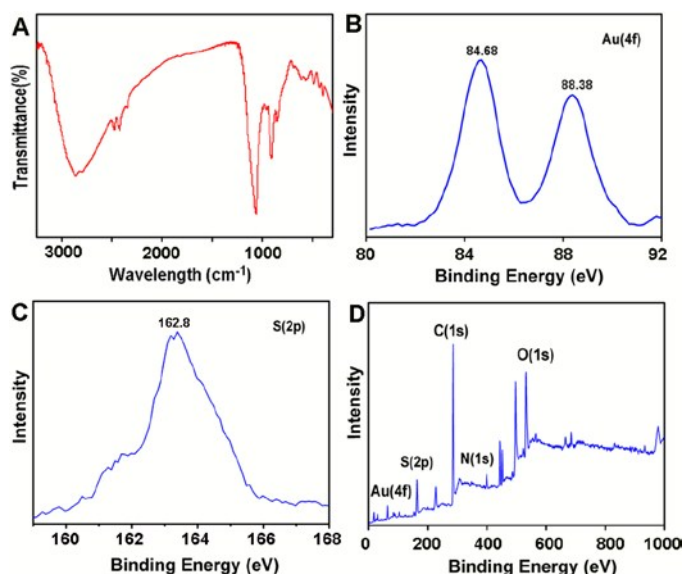 A
Transmittance(%)
3000
2000
1000
Wavelength (cm-1)
B
Au(4f)
84.68
88.38
Intensity
80
84
88
92
Binding Energy (eV)
C
162.8
S(2p)
Intensity
160
162
164
166
168
Binding Energy (eV)
D
C(1s)
O(1s)
N(1s)
S(2p)
Au(4f)
Intensity
0
200
400
600
800
1000
Binding Energy (eV)